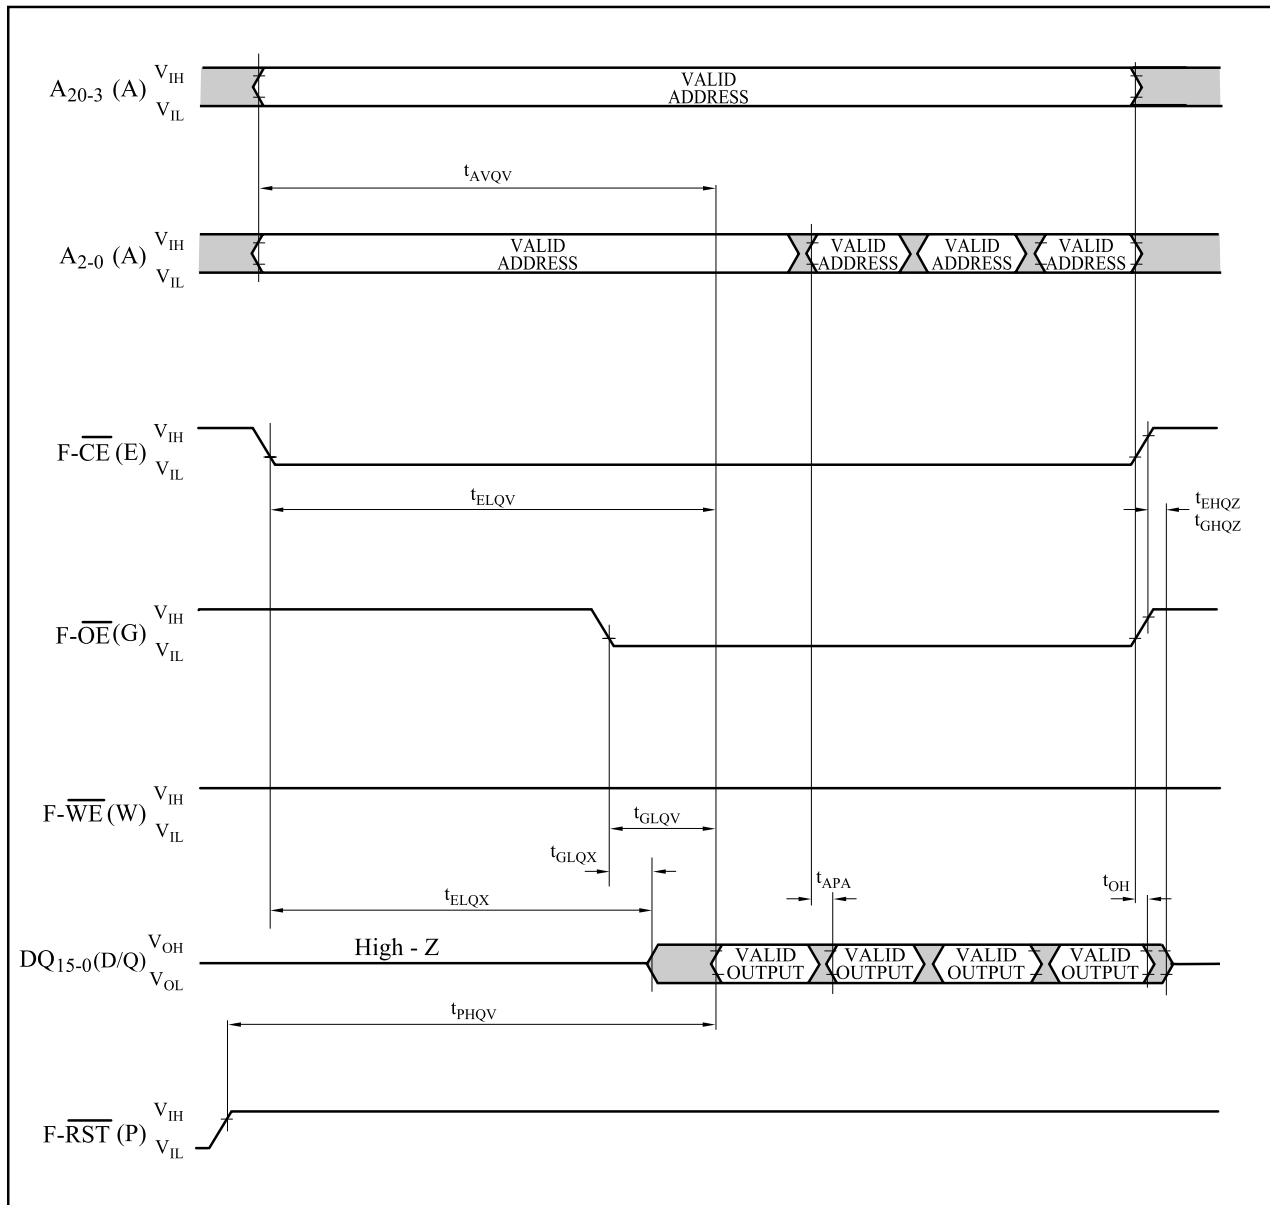 A20-3 (A) VIH VIL
VALID
ADDRESS
tAVQV
A2-0 (A) VIH VIL
VALID
ADDRESS
VALID
ADDRESS
VALID
ADDRESS
VALID
ADDRESS
F-CE (E) VIH VIL
tELQV
tEHQZ
tGHQZ
F-OE (G) VIH VIL
F-WE (W) VIH VIL
tGLQV
tGLQX
tELQX
tAPA
tOH
DQ15-0 (D/Q) VOH VOL
High - Z
VALID
OUTPUT
VALID
OUTPUT
VALID
OUTPUT
VALID
OUTPUT
tPHQV
F-RST (P) VIH VIL